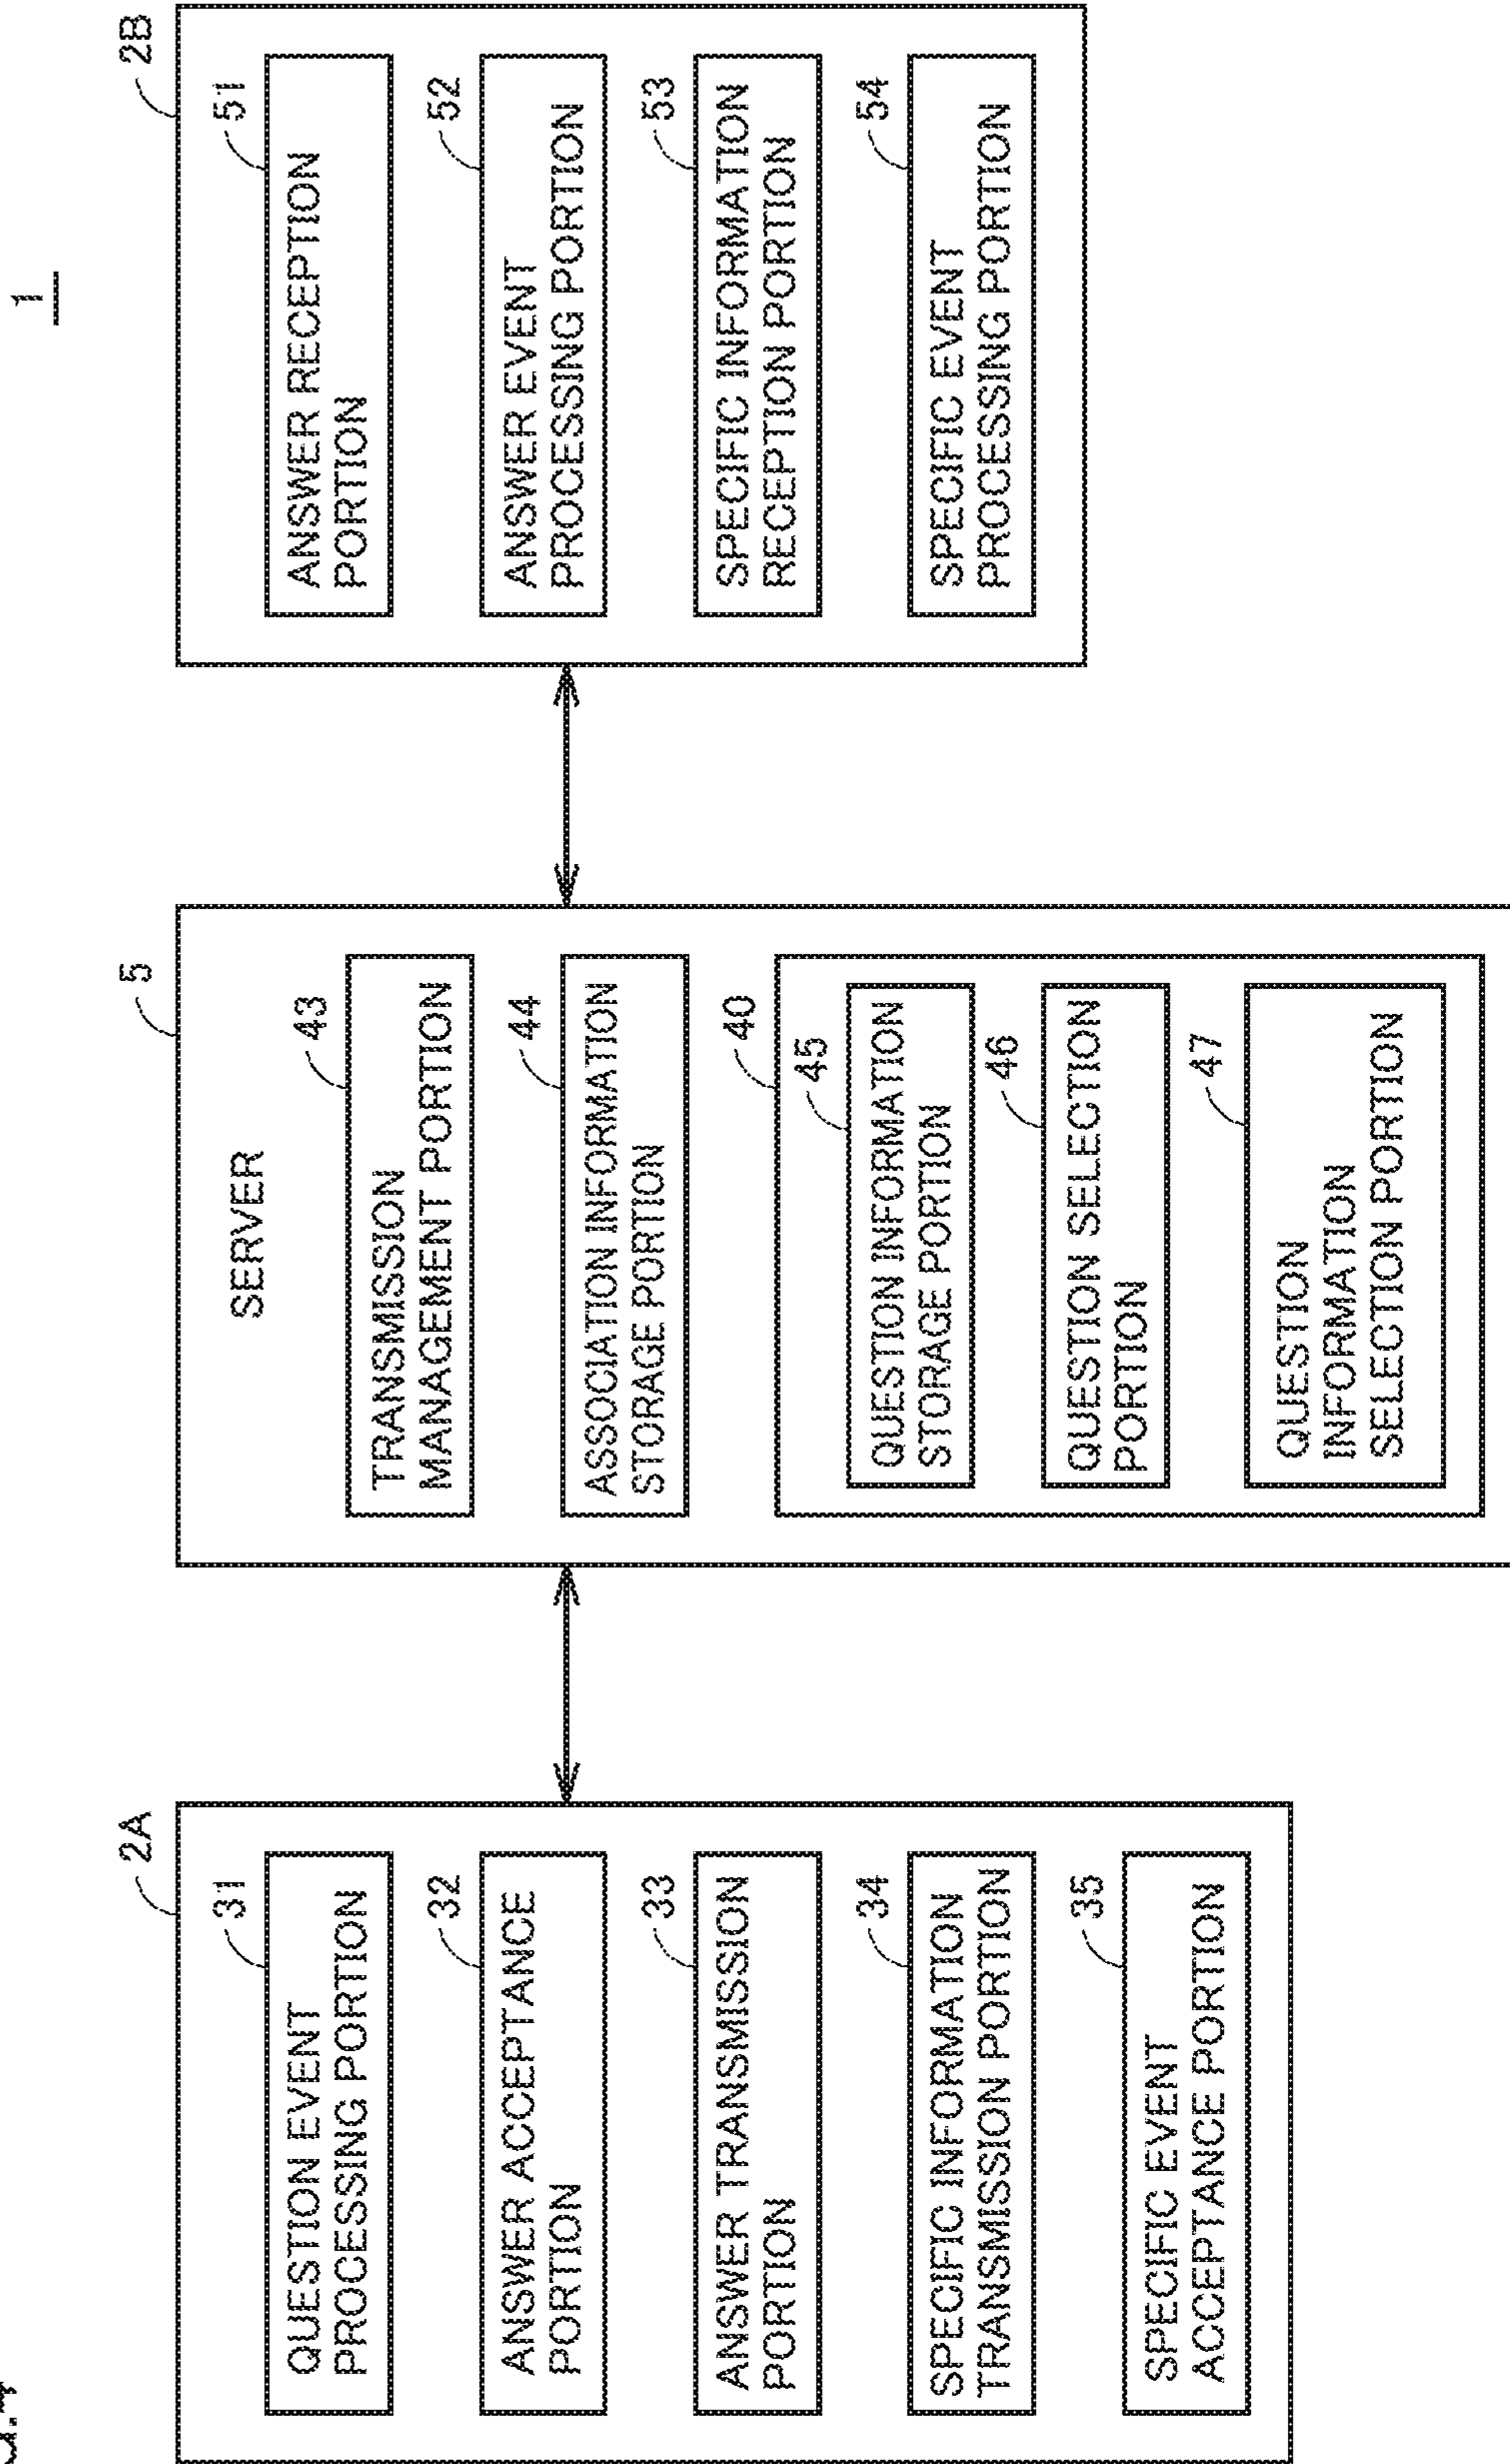 1
2A
31
QUESTION EVENT
PROCESSING PORTION
32
ANSWER ACCEPTANCE
PORTION
33
ANSWER TRANSMISSION
PORTION
34
SPECIFIC INFORMATION
TRANSMISSION PORTION
35
SPECIFIC EVENT
ACCEPTANCE PORTION
5
SERVER
43
TRANSMISSION
MANAGEMENT PORTION
44
ASSOCIATION INFORMATION
STORAGE PORTION
40
45
QUESTION INFORMATION
STORAGE PORTION
46
QUESTION SELECTION
PORTION
47
QUESTION
INFORMATION
SELECTION PORTION
2B
51
ANSWER RECEPTION
PORTION
52
ANSWER EVENT
PROCESSING PORTION
53
SPECIFIC INFORMATION
RECEPTION PORTION
54
SPECIFIC EVENT
PROCESSING PORTION